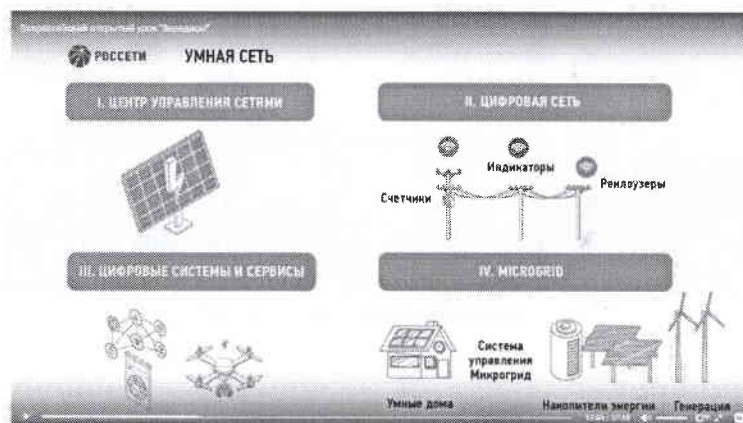 Всероссийский открытый урок
РОССЕТИ
УМНАЯ СЕТЬ
I. ЦЕНТР УПРАВЛЕНИЯ СЕТЯМИ
II. ЦИФРОВАЯ СЕТЬ
Индикаторы
Счетчики
Реклоузеры
III. ЦИФРОВЫЕ СИСТЕМЫ И СЕРВИСЫ
IV. MICROGRID
Система
управления
Микрогрид
Умные дома
Накопители энергии
Генерация